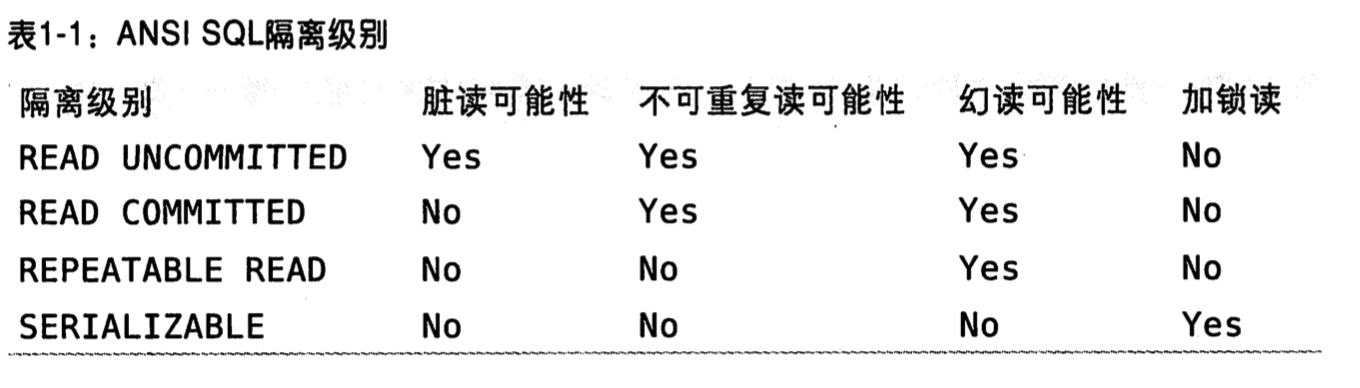 表1-1：ANSI SQL隔离级别
隔离级别 脏读可能性 不可重复读可能性 幻读可能性 加锁读
READ UNCOMMITTED Yes Yes Yes No
READ COMMITTED No Yes Yes No
REPEATABLE READ No No Yes No
SERIALIZABLE No No No Yes